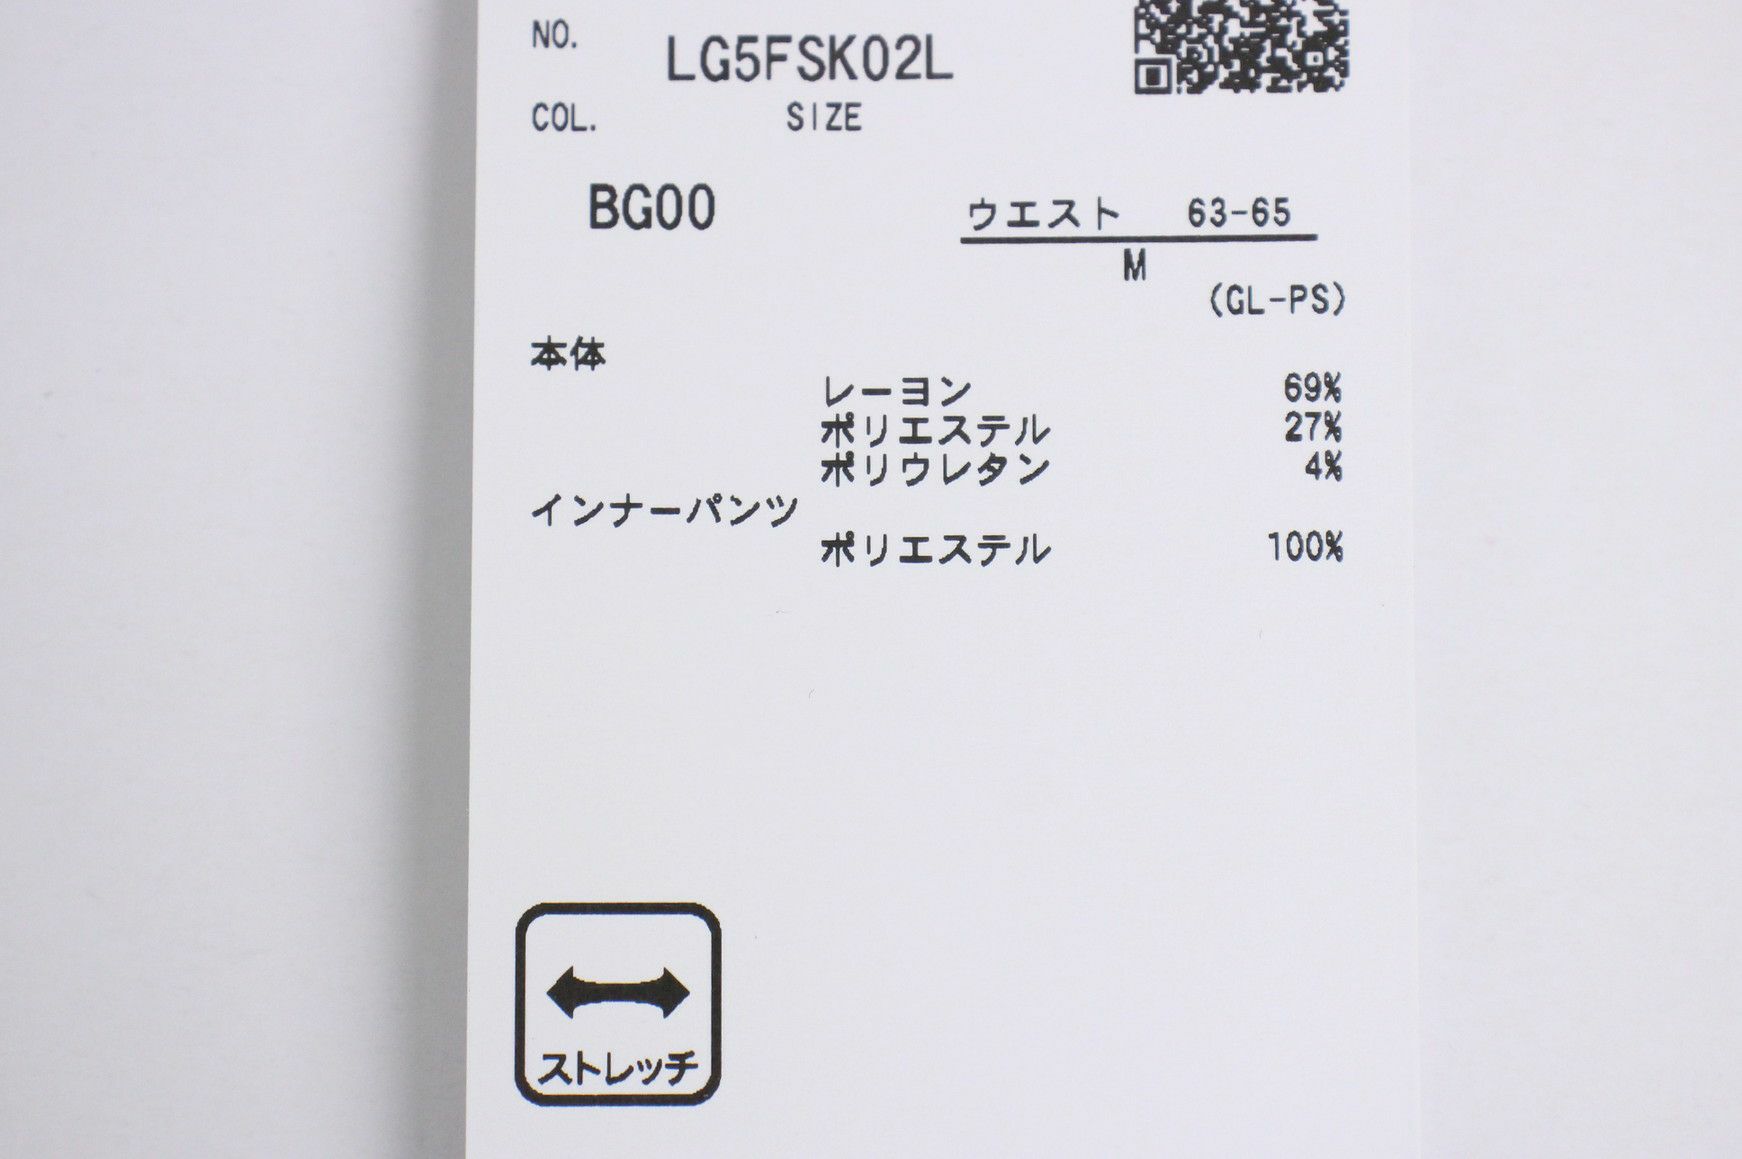 NO.
LG5FSK02L
COL. SIZE
BG00
ウエスト 63-65
M
(GL-PS)
本体
レーヨン 69%
ポリエステル 27%
ポリウレタン 4%
インナーパンツ
ポリエステル 100%
ストレッチ